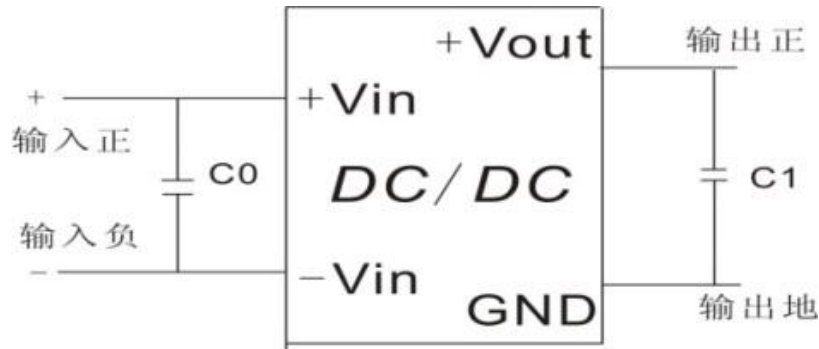 +Vout
输出正
+
+Vin
输入正
C0
DC/DC
C1
输入负
−
−Vin
GND
输出地